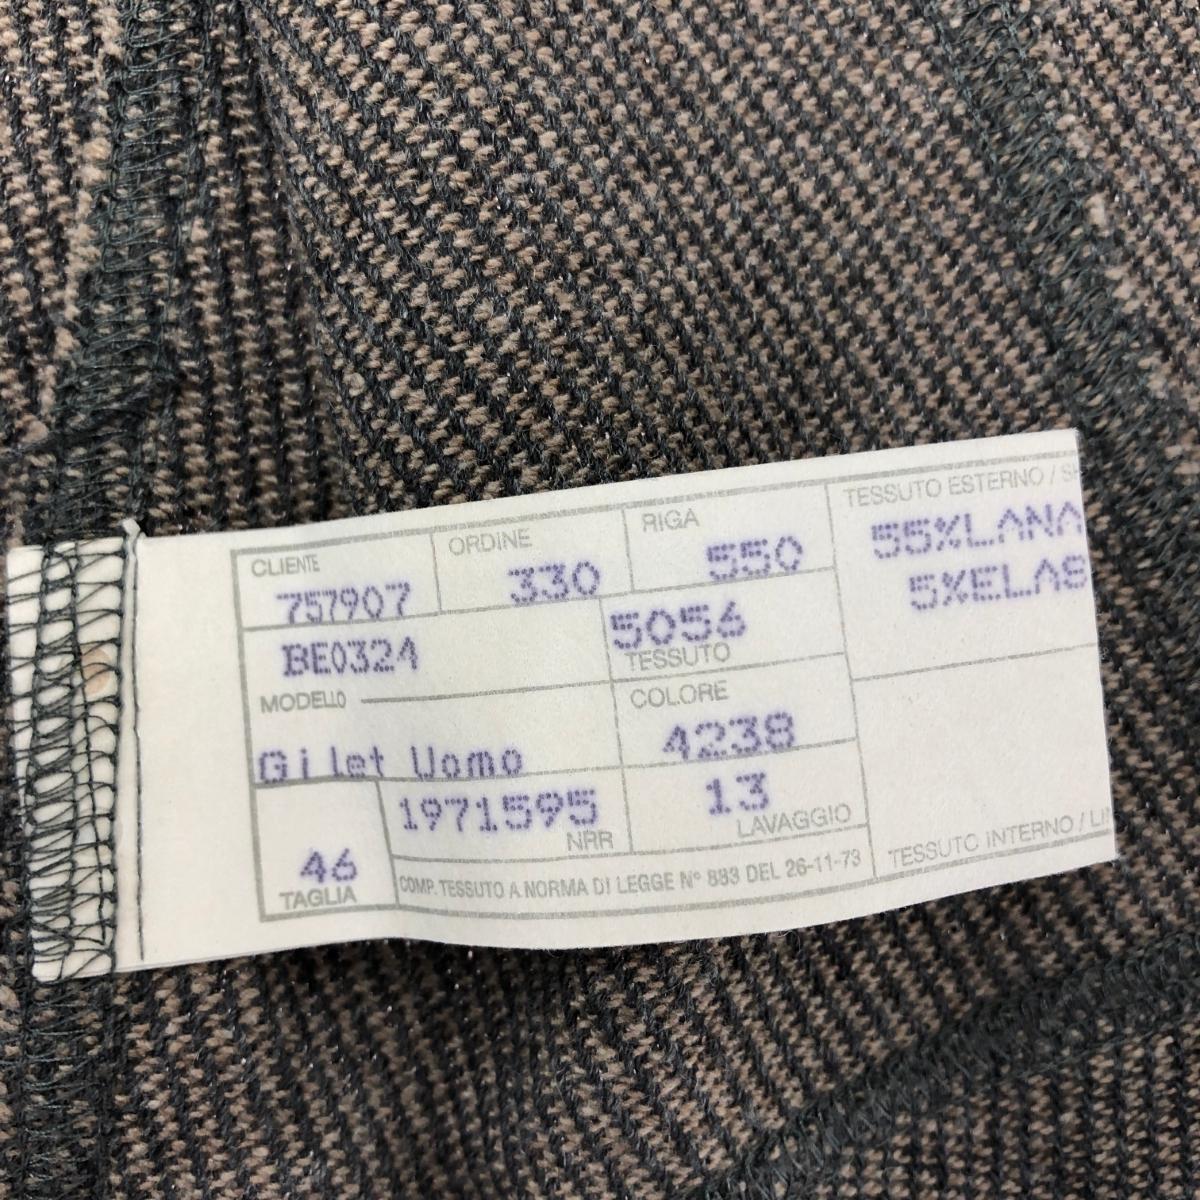 CLIENTE
757907
ORDINE
330
RIGA
550
TESSUTO ESTERNO /
55%LANA
5%ELAS
BE0324
MODELLO
5056
TESSUTO
Gilet Uomo
COLORE
4238
46
TAGLIA
1971595
NRR
13
LAVAGGIO
COMP. TESSUTO A NORMA DI LEGGE N° 883 DEL 26-11-73
TESSUTO INTERNO /